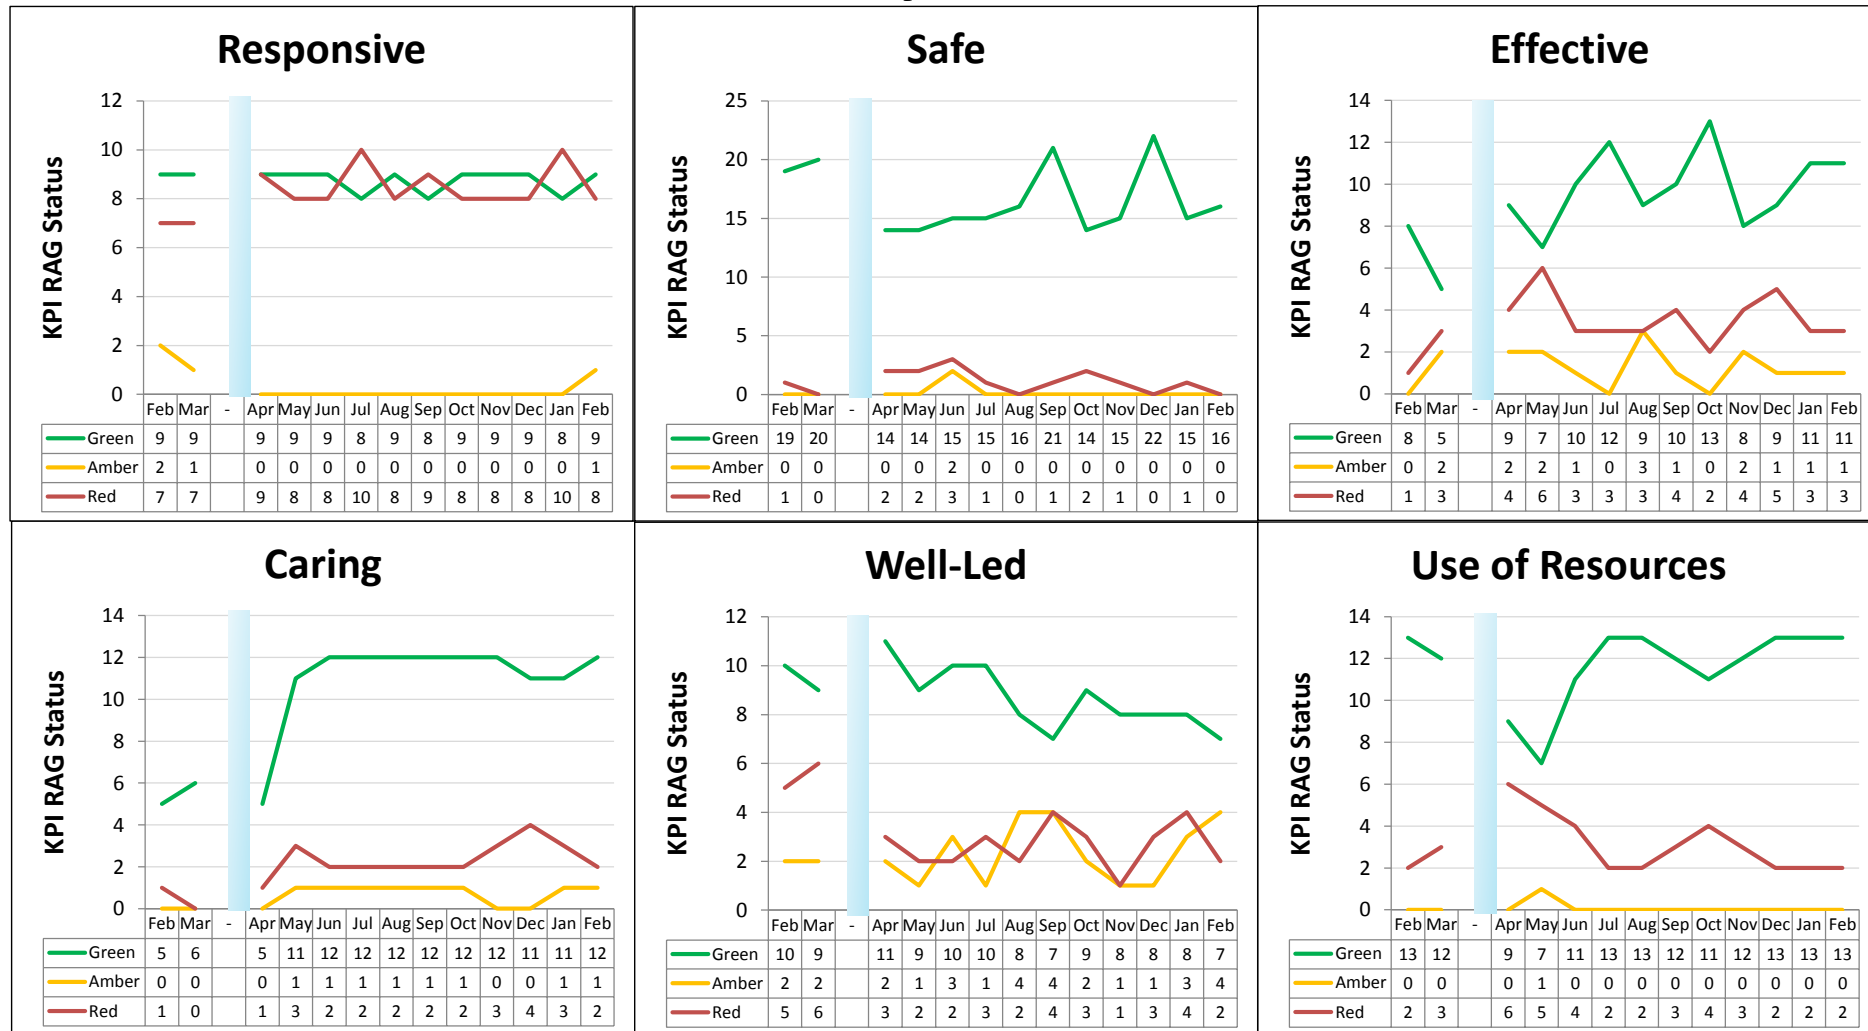 Responsive
KPI RAG Status
12
10
8
6
4
2
0
Feb Mar - Apr May Jun Jul Aug Sep Oct Nov Dec Jan Feb
Green 9 9 9 9 9 8 9 8 9 9 9 8 9
Amber 2 1 0 0 0 0 0 0 0 0 0 0 1
Red 7 7 9 8 8 10 8 9 8 8 8 10 8
Safe
KPI RAG Status
25
20
15
10
5
0
Feb Mar - Apr May Jun Jul Aug Sep Oct Nov Dec Jan Feb
Green 19 20 14 14 15 15 16 21 14 15 22 15 16
Amber 0 0 0 0 2 0 0 0 0 0 0 0 0
Red 1 0 2 2 3 1 0 1 2 1 0 1 0
Effective
KPI RAG Status
14
12
10
8
6
4
2
0
Feb Mar - Apr May Jun Jul Aug Sep Oct Nov Dec Jan Feb
Green 8 5 9 7 10 12 9 10 13 8 9 11 11
Amber 0 2 2 2 1 0 3 1 0 2 1 1 1
Red 1 3 4 6 3 3 3 4 2 4 5 3 3
Caring
KPI RAG Status
14
12
10
8
6
4
2
0
Feb Mar - Apr May Jun Jul Aug Sep Oct Nov Dec Jan Feb
Green 5 6 5 11 12 12 12 12 12 12 11 11 12
Amber 0 0 0 1 1 1 1 1 1 0 0 1 1
Red 1 0 1 3 2 2 2 2 2 3 4 3 2
Well-Led
KPI RAG Status
12
10
8
6
4
2
0
Feb Mar - Apr May Jun Jul Aug Sep Oct Nov Dec Jan Feb
Green 10 9 11 9 10 10 8 7 9 8 8 8 7
Amber 2 2 2 1 3 1 4 4 2 1 1 3 4
Red 5 6 3 2 2 3 2 4 3 1 3 4 2
Use of Resources
KPI RAG Status
14
12
10
8
6
4
2
0
Feb Mar - Apr May Jun Jul Aug Sep Oct Nov Dec Jan Feb
Green 13 12 9 7 11 13 13 12 11 12 13 13 13
Amber 0 0 0 1 0 0 0 0 0 0 0 0 0
Red 2 3 6 5 4 2 2 3 4 3 2 2 2